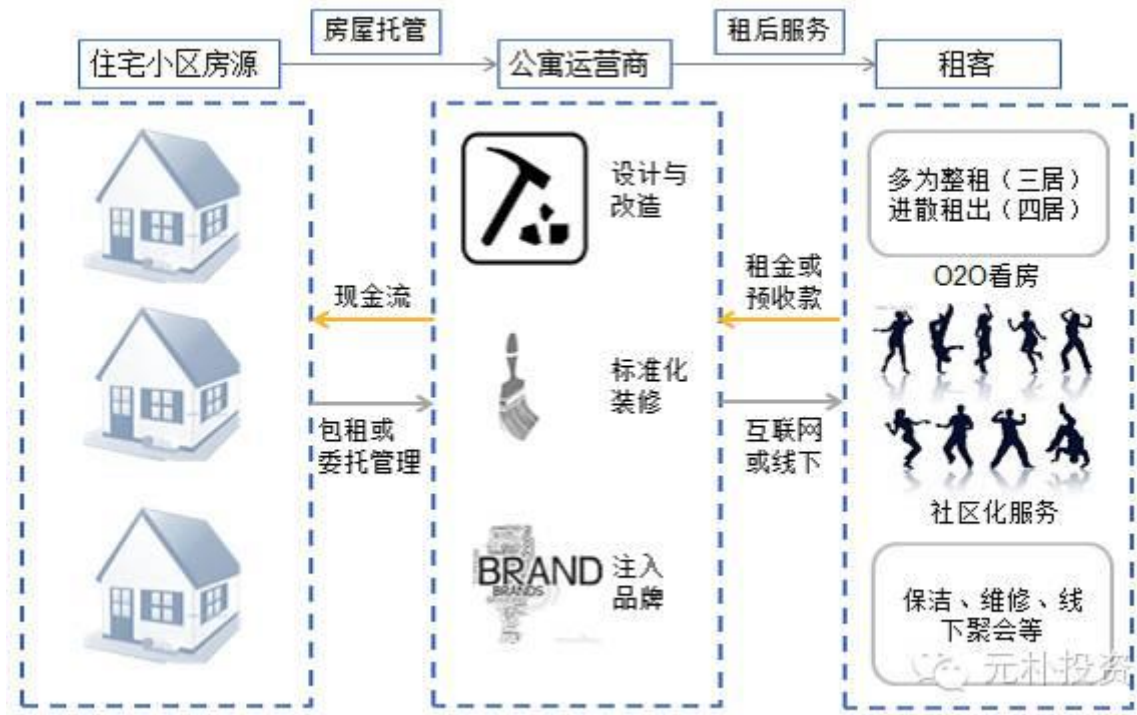 房屋托管
租后服务
住宅小区房源
公寓运营商
租客
设计与
改造
多为整租（三居）
进散租出（四居）
O2O看房
现金流
租金或
预收款
标准化
装修
包租或
委托管理
互联网
或线下
社区化服务
BRAND
BRANDS
注入
品牌
保洁、维修、线
下聚会等
元朴投资